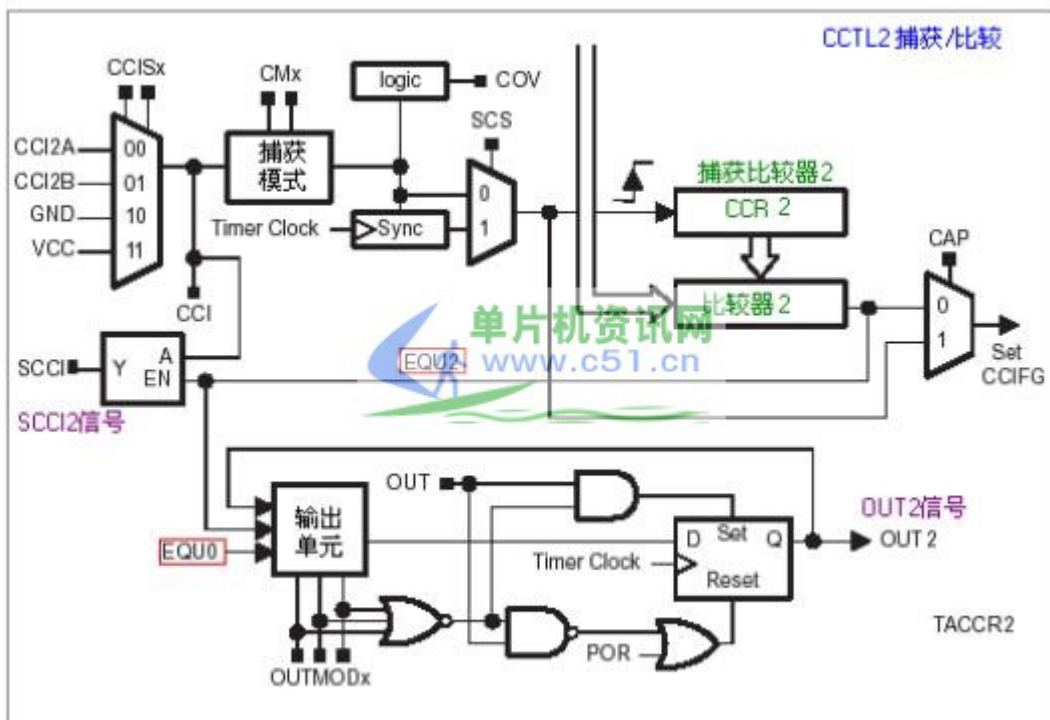 CCTL2 捕获/比较
CCISx
CMx
logic
COV
SCS
CCI2A
CCI2B
GND
VCC
00
01
10
11
捕获
模式
Timer Clock
Sync
0
1
捕获比较器2
CCR 2
CAP
CCI
比较器2
0
1
Set
CCIFG
单片机资讯网
www.c51.cn
EQU2
SCCI
Y
A
EN
SCCI2信号
OUT
输出
单元
EQU0
D
Set
Q
Reset
Timer Clock
OUT2信号
OUT 2
POR
OUTMODx
TACCR2